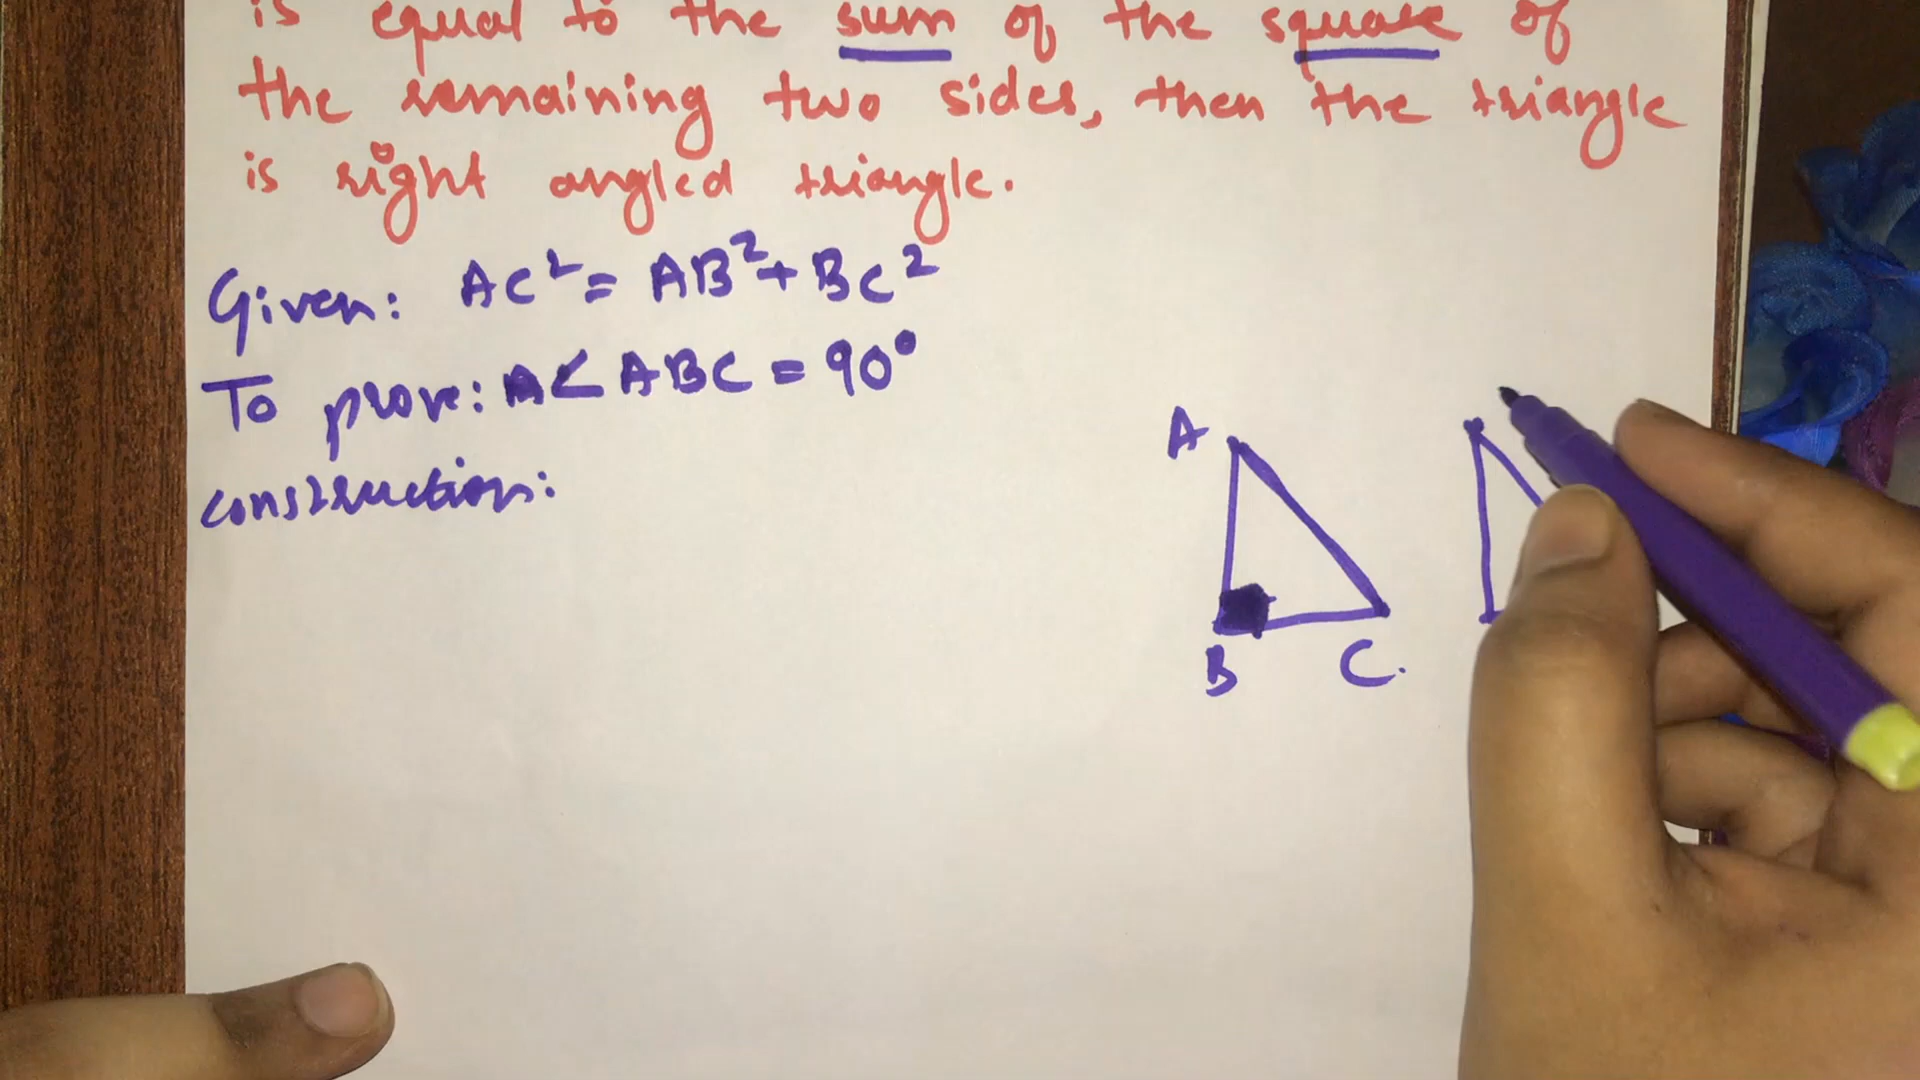 is equal to the sum of the square of
the remaining two sides, then the triangle
is right angled triangle.
Given: AC² = AB² + BC²
To prove: ∠ABC = 90°
construction:
A
B C.